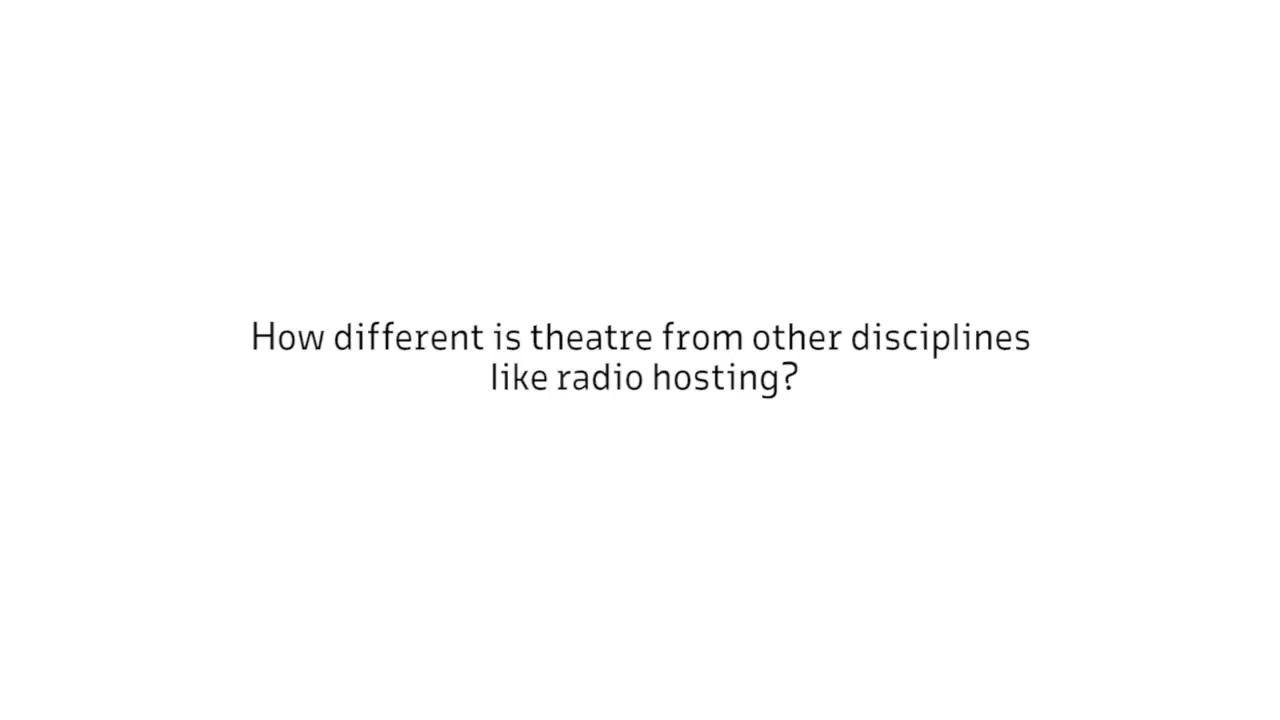 How different is theatre from other disciplines
like radio hosting?